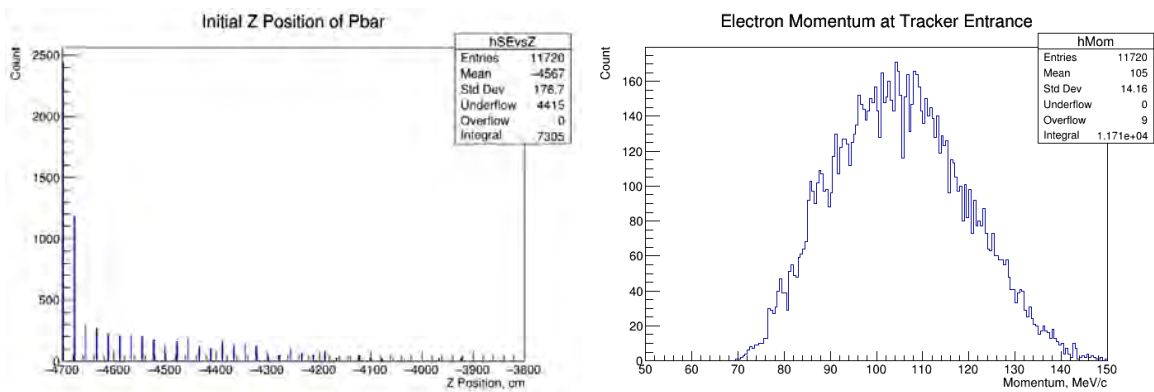 Initial Z Position of Pbar
Count
2500
2000
1500
1000
500
0
−4700 −4600 −4500 −4400 −4300 −4200 −4100 −4000 −3900 −3800
Z Position, cm
hSEvsZ
Entries 11720
Mean −4567
Std Dev 176.7
Underflow 4415
Overflow 0
Integral 7305
Electron Momentum at Tracker Entrance
Count
160
140
120
100
80
60
40
20
0
50 60 70 80 90 100 110 120 130 140 150
Momentum, MeV/c
hMom
Entries 11720
Mean 105
Std Dev 14.16
Underflow 0
Overflow 9
Integral 1.171e+04